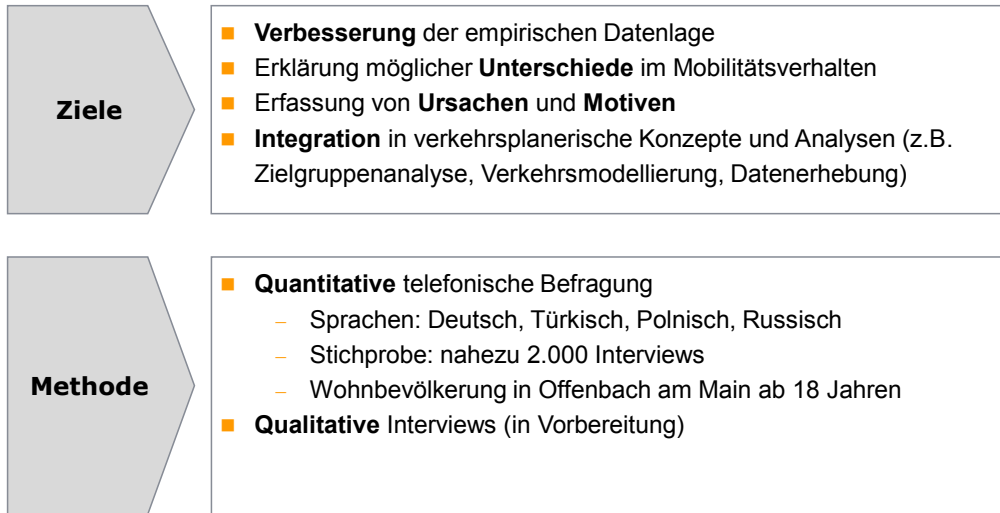 Ziele
■ Verbesserung der empirischen Datenlage
■ Erklärung möglicher Unterschiede im Mobilitätsverhalten
■ Erfassung von Ursachen und Motiven
■ Integration in verkehrsplanerische Konzepte und Analysen (z.B.
Zielgruppenanalyse, Verkehrsmodellierung, Datenerhebung)
Methode
■ Quantitative telefonische Befragung
– Sprachen: Deutsch, Türkisch, Polnisch, Russisch
– Stichprobe: nahezu 2.000 Interviews
– Wohnbevölkerung in Offenbach am Main ab 18 Jahren
■ Qualitative Interviews (in Vorbereitung)